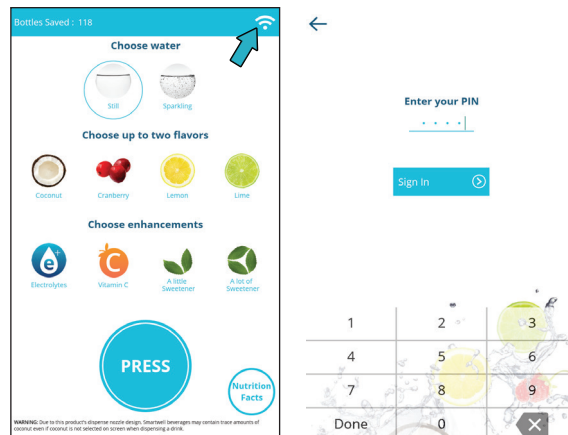 Bottles Saved : 118
Choose water
Still
Sparkling
Choose up to two flavors
Coconut
Cranberry
Lemon
Lime
Choose enhancements
e+
C
Electrolytes
Vitamin C
A little
Sweetener
A lot of
Sweetener
PRESS
Nutrition
Facts
WARNING: Due to this product's disperse nozzle design, Smartwell beverages may contain trace amounts of
coconut even if coconut is not selected on screen when dispensing a drink.
Enter your PIN
Sign In
1 2 3
4 5 6
7 8 9
Done 0